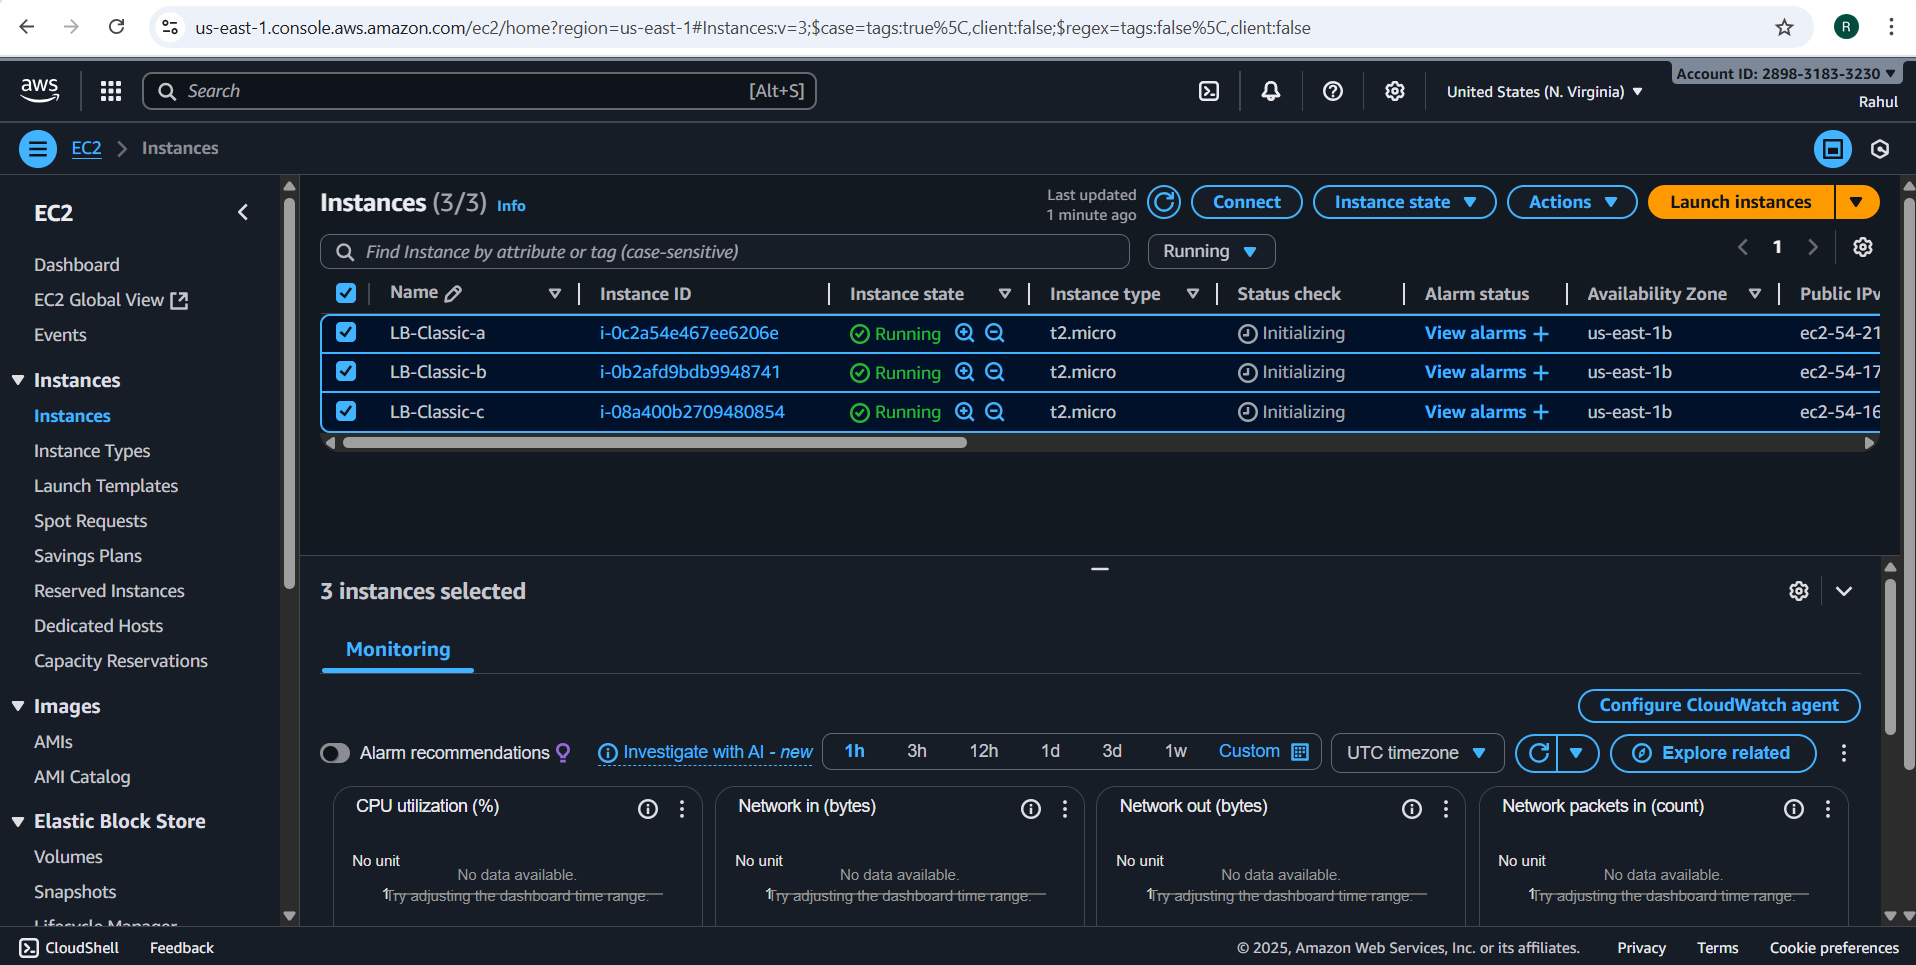 us-east-1.console.aws.amazon.com/ec2/home?region=us-east-1#Instances:v=3;$case=tags:true%5C,client:false;$regex=tags:false%5C,client:false
R
aws
Search [Alt+S]
United States (N. Virginia)
Account ID: 2898-3183-3230
Rahul
EC2 Instances
EC2
Dashboard
EC2 Global View
Events
Instances
Instances
Instance Types
Launch Templates
Spot Requests
Savings Plans
Reserved Instances
Dedicated Hosts
Capacity Reservations
Images
AMIs
AMI Catalog
Elastic Block Store
Volumes
Snapshots
Lifecycle Manager
Instances (3/3) Info
Last updated
1 minute ago
Connect Instance state Actions Launch instances
Find Instance by attribute or tag (case-sensitive) Running 1
Name Instance ID Instance state Instance type Status check Alarm status Availability Zone Public IPv
LB-Classic-a i-0c2a54e467ee6206e Running t2.micro Initializing View alarms us-east-1b ec2-54-21
LB-Classic-b i-0b2afd9bdb9948741 Running t2.micro Initializing View alarms us-east-1b ec2-54-17
LB-Classic-c i-08a400b2709480854 Running t2.micro Initializing View alarms us-east-1b ec2-54-16
3 instances selected
Monitoring
Configure CloudWatch agent
Alarm recommendations Investigate with AI - new 1h 3h 12h 1d 3d 1w Custom UTC timezone Explore related
CPU utilization (%)
No unit
No data available.
1
Try adjusting the dashboard time range.
Network in (bytes)
No unit
No data available.
1
Try adjusting the dashboard time range.
Network out (bytes)
No unit
No data available.
1
Try adjusting the dashboard time range.
Network packets in (count)
No unit
No data available.
1
Try adjusting the dashboard time range.
CloudShell Feedback © 2025, Amazon Web Services, Inc. or its affiliates. Privacy Terms Cookie preferences